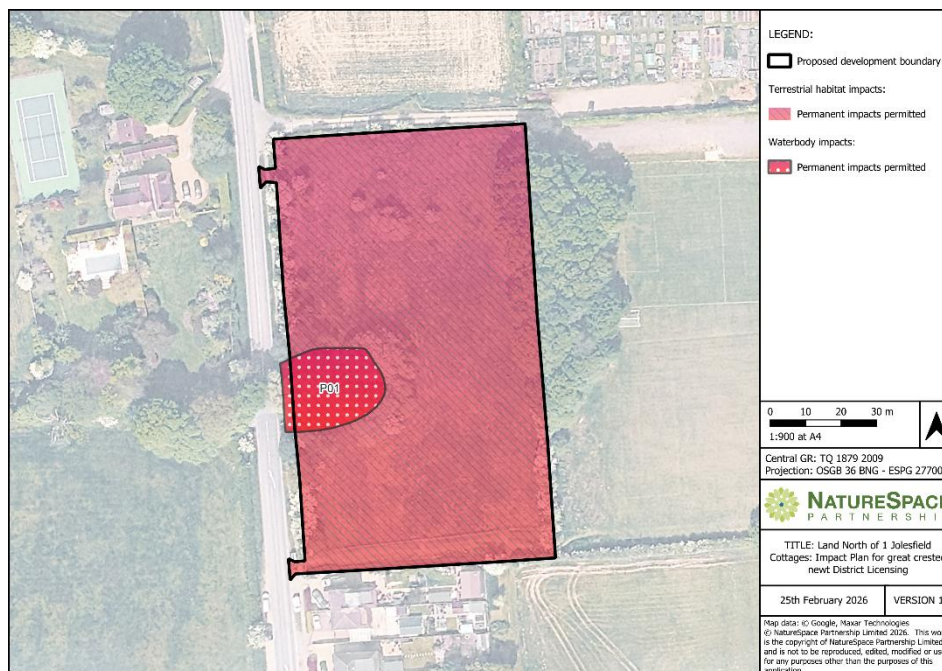 LEGEND:
Proposed development boundary
Terrestrial habitat impacts:
Permanent impacts permitted
Waterbody impacts:
Permanent impacts permitted
P01
0 10 20 30 m
1:900 at A4
Central GR: TQ 1879 2009
Projection: OSGB 36 BNG - ESPG 27700
NATURESPACE
PARTNERSHI
TITLE: Land North of 1 Jolesfield
Cottages: Impact Plan for great crested
newt District Licensing
25th February 2026 VERSION 1
Map data: © Google, Maxar Technologies
© NatureSpace Partnership Limited 2026. This wo
is the copyright of NatureSpace Partnership Limited
and is not to be reproduced, edited, modified or us
for any purposes other than the purposes of this
application